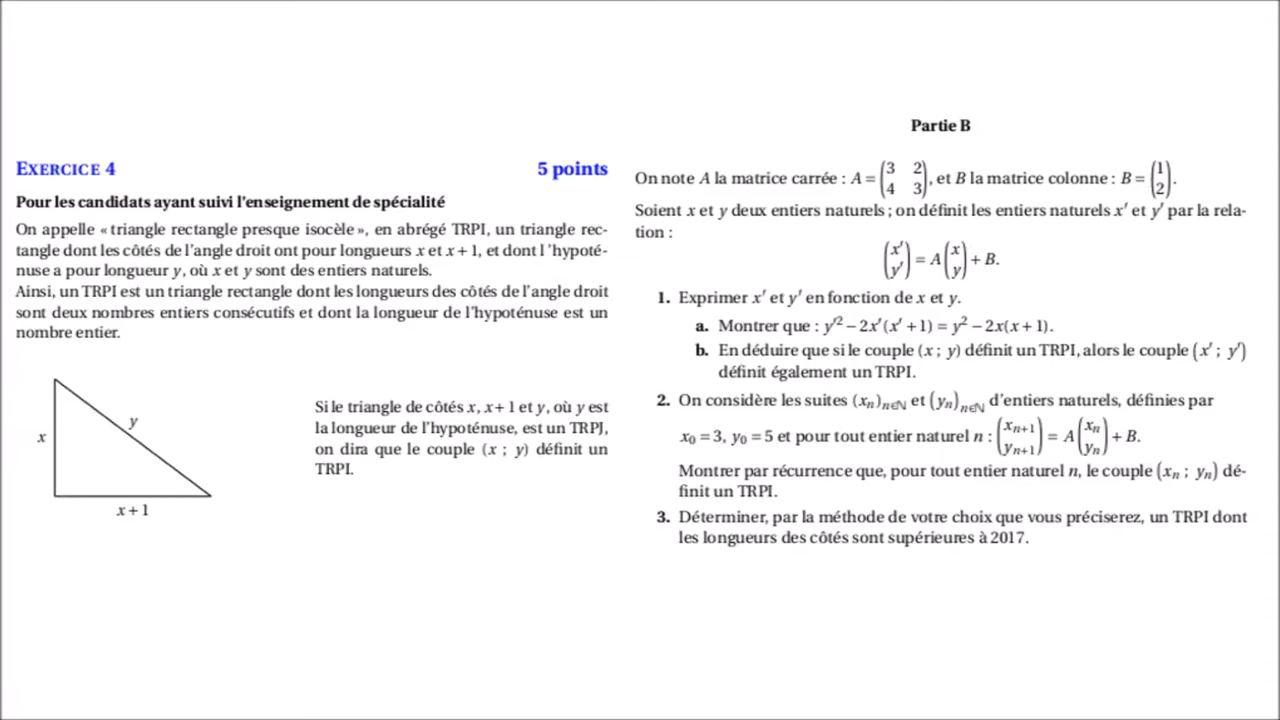 EXERCICE 4 5 points
Pour les candidats ayant suivi l'enseignement de spécialité
On appelle « triangle rectangle presque isocèle », en abrégé TRPI, un triangle rec-
tangle dont les côtés de l'angle droit ont pour longueurs x et x + 1, et dont l'hypoté-
nuse a pour longueur y, où x et y sont des entiers naturels.
Ainsi, un TRPI est un triangle rectangle dont les longueurs des côtés de l'angle droit
sont deux nombres entiers consécutifs et dont la longueur de l'hypoténuse est un
nombre entier.
x
y
x + 1
Si le triangle de côtés x, x + 1 et y, où y est
la longueur de l'hypoténuse, est un TRPI,
on dira que le couple (x ; y) définit un
TRPI.
Partie B
On note A la matrice carrée : A = (3 2 / 4 3), et B la matrice colonne : B = (1 / 2).
Soient x et y deux entiers naturels ; on définit les entiers naturels x′ et y′ par la rela-
tion :
(x′ / y′) = A (x / y) + B.
1. Exprimer x′ et y′ en fonction de x et y.
a. Montrer que : y′² − 2x′(x′ + 1) = y² − 2x(x + 1).
b. En déduire que si le couple (x ; y) définit un TRPI, alors le couple (x′ ; y′)
définit également un TRPI.
2. On considère les suites (xₙ)ₙ∈ℕ et (yₙ)ₙ∈ℕ d'entiers naturels, définies par
x₀ = 3, y₀ = 5 et pour tout entier naturel n : (xₙ₊₁ / yₙ₊₁) = A (xₙ / yₙ) + B.
Montrer par récurrence que, pour tout entier naturel n, le couple (xₙ ; yₙ) dé-
finit un TRPI.
3. Déterminer, par la méthode de votre choix que vous préciserez, un TRPI dont
les longueurs des côtés sont supérieures à 2017.